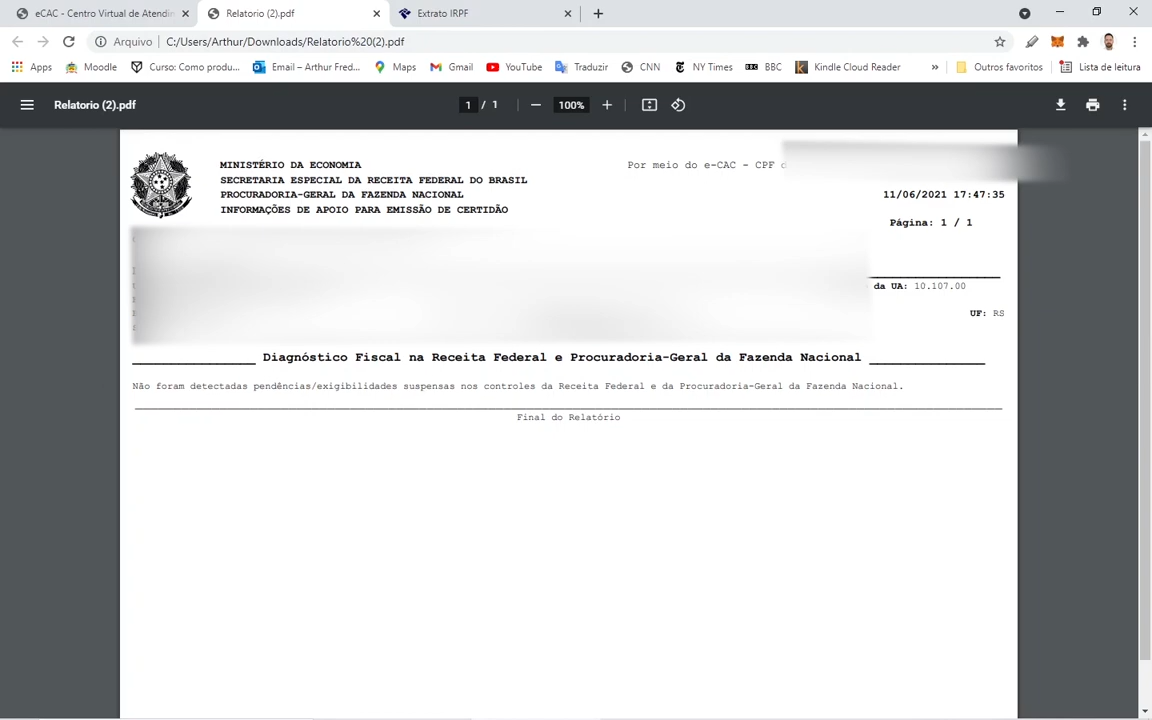 eCAC - Centro Virtual de Atendin
Relatorio (2).pdf
Extrato IRPF
Arquivo
C:/Users/Arthur/Downloads/Relatorio%20(2).pdf
Apps
Moodle
Curso: Como produ...
Email – Arthur Fred...
Maps
Gmail
YouTube
Traduzir
CNN
NY Times
BBC
Kindle Cloud Reader
»
Outros favoritos
Lista de leitura
Relatorio (2).pdf
1 / 1
100%
MINISTÉRIO DA ECONOMIA
Por meio do e-CAC - CPF
SECRETARIA ESPECIAL DA RECEITA FEDERAL DO BRASIL
PROCURADORIA-GERAL DA FAZENDA NACIONAL
11/06/2021 17:47:35
INFORMAÇÕES DE APOIO PARA EMISSÃO DE CERTIDÃO
Página: 1 / 1
da UA: 10.107.00
UF: RS
Diagnóstico Fiscal na Receita Federal e Procuradoria-Geral da Fazenda Nacional
Não foram detectadas pendências/exigibilidades suspensas nos controles da Receita Federal e da Procuradoria-Geral da Fazenda Nacional.
Final do Relatório